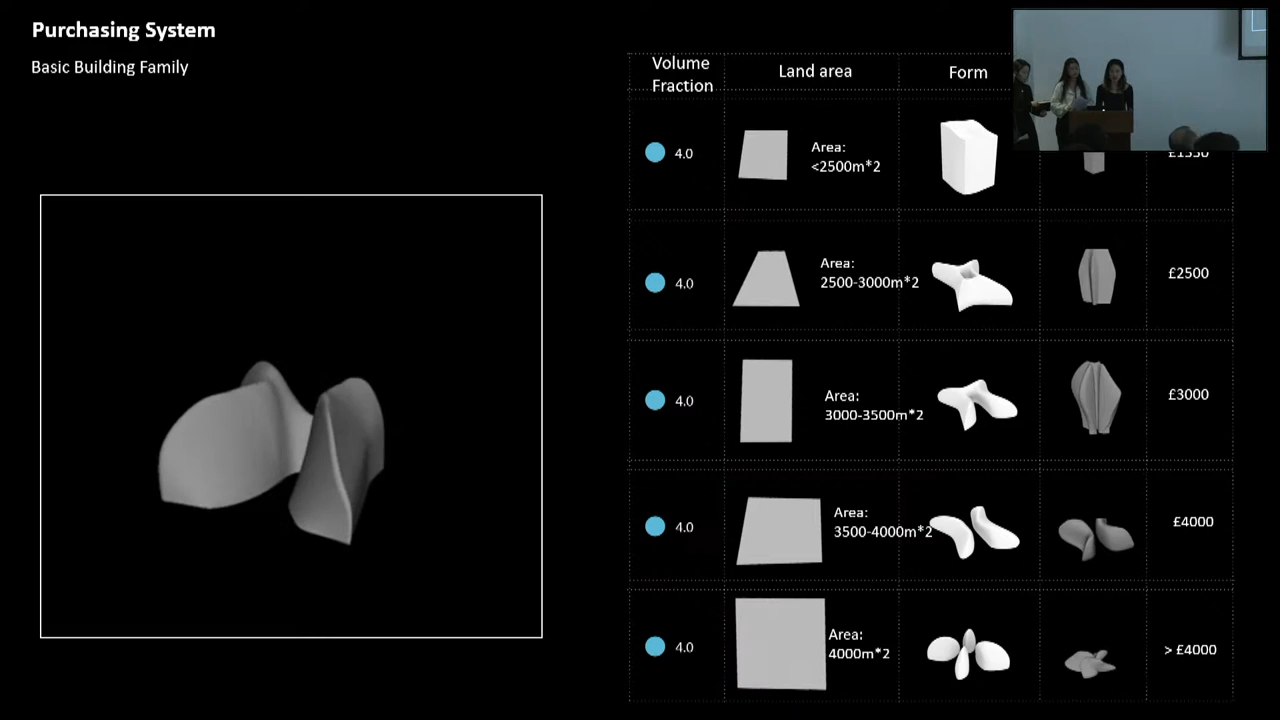 Purchasing System
Basic Building Family
Volume
Fraction
Land area
Form
4.0
Area:
<2500m*2
4.0
Area:
2500-3000m*2
£2500
4.0
Area:
3000-3500m*2
£3000
4.0
Area:
3500-4000m*2
£4000
4.0
Area:
4000m*2
> £4000